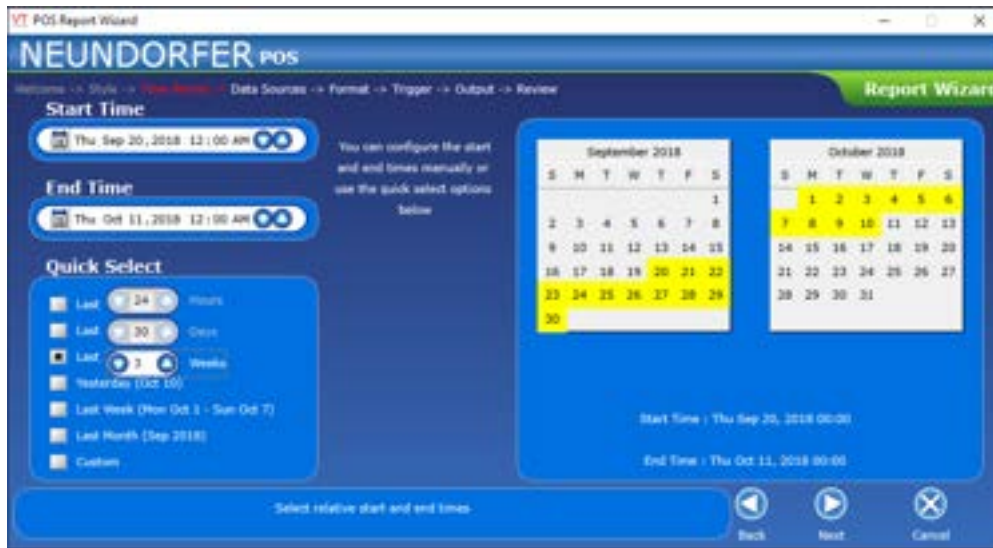 VT POS Report Wizard
NEUNDORFER POS
Welcome -> Style -> Time Range -> Data Sources -> Format -> Trigger -> Output -> Review
Report Wizar
Start Time
Thu Sep 20, 2018 12:00 AM
You can configure the start
and end times manually or
use the quick select options
below
End Time
Thu Oct 11, 2018 12:00 AM
Quick Select
Last 24 Hours
Last 30 Days
Last 3 Weeks
Yesterday (Oct 10)
Last Week (Mon Oct 1 - Sun Oct 7)
Last Month (Sep 2018)
Custom
September 2018
S M T W T F S
1
2 3 4 5 6 7 8
9 10 11 12 13 14 15
16 17 18 19 20 21 22
23 24 25 26 27 28 29
30
October 2018
S M T W T F S
1 2 3 4 5 6
7 8 9 10 11 12 13
14 15 16 17 18 19 20
21 22 23 24 25 26 27
28 29 30 31
Start Time : Thu Sep 20, 2018 00:00
End Time : Thu Oct 11, 2018 00:00
Select relative start and end times
Back Next Cancel